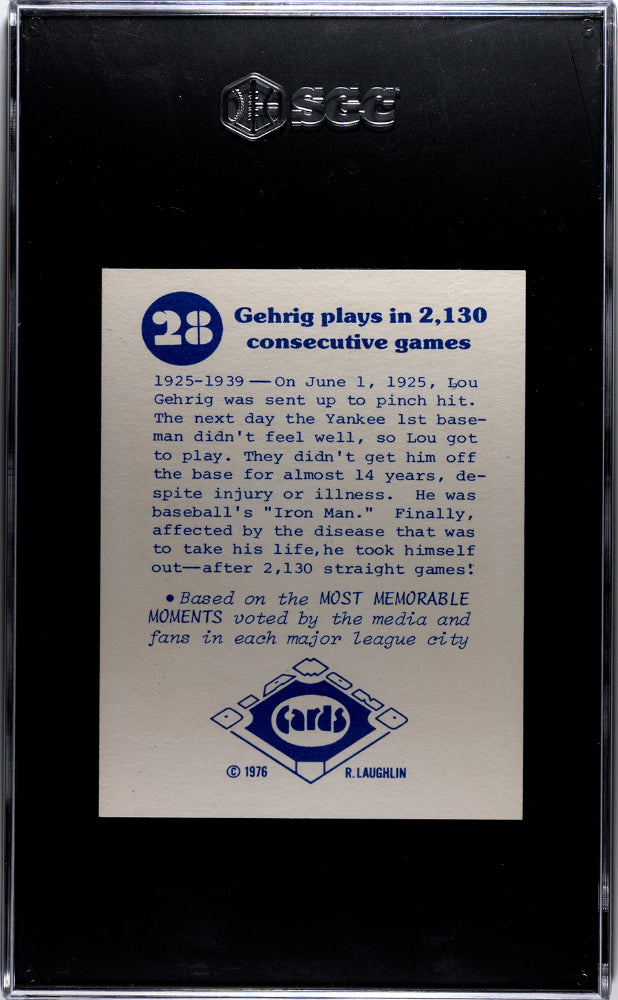 SGC
28
Gehrig plays in 2,130
consecutive games
1925-1939—On June 1, 1925, Lou
Gehrig was sent up to pinch hit.
The next day the Yankee 1st base-
man didn't feel well, so Lou got
to play. They didn't get him off
the base for almost 14 years, de-
spite injury or illness. He was
baseball's "Iron Man." Finally,
affected by the disease that was
to take his life,he took himself
out—after 2,130 straight games!
• Based on the MOST MEMORABLE
MOMENTS voted by the media and
fans in each major league city
DIAMOND
Cards
© 1976 R. LAUGHLIN